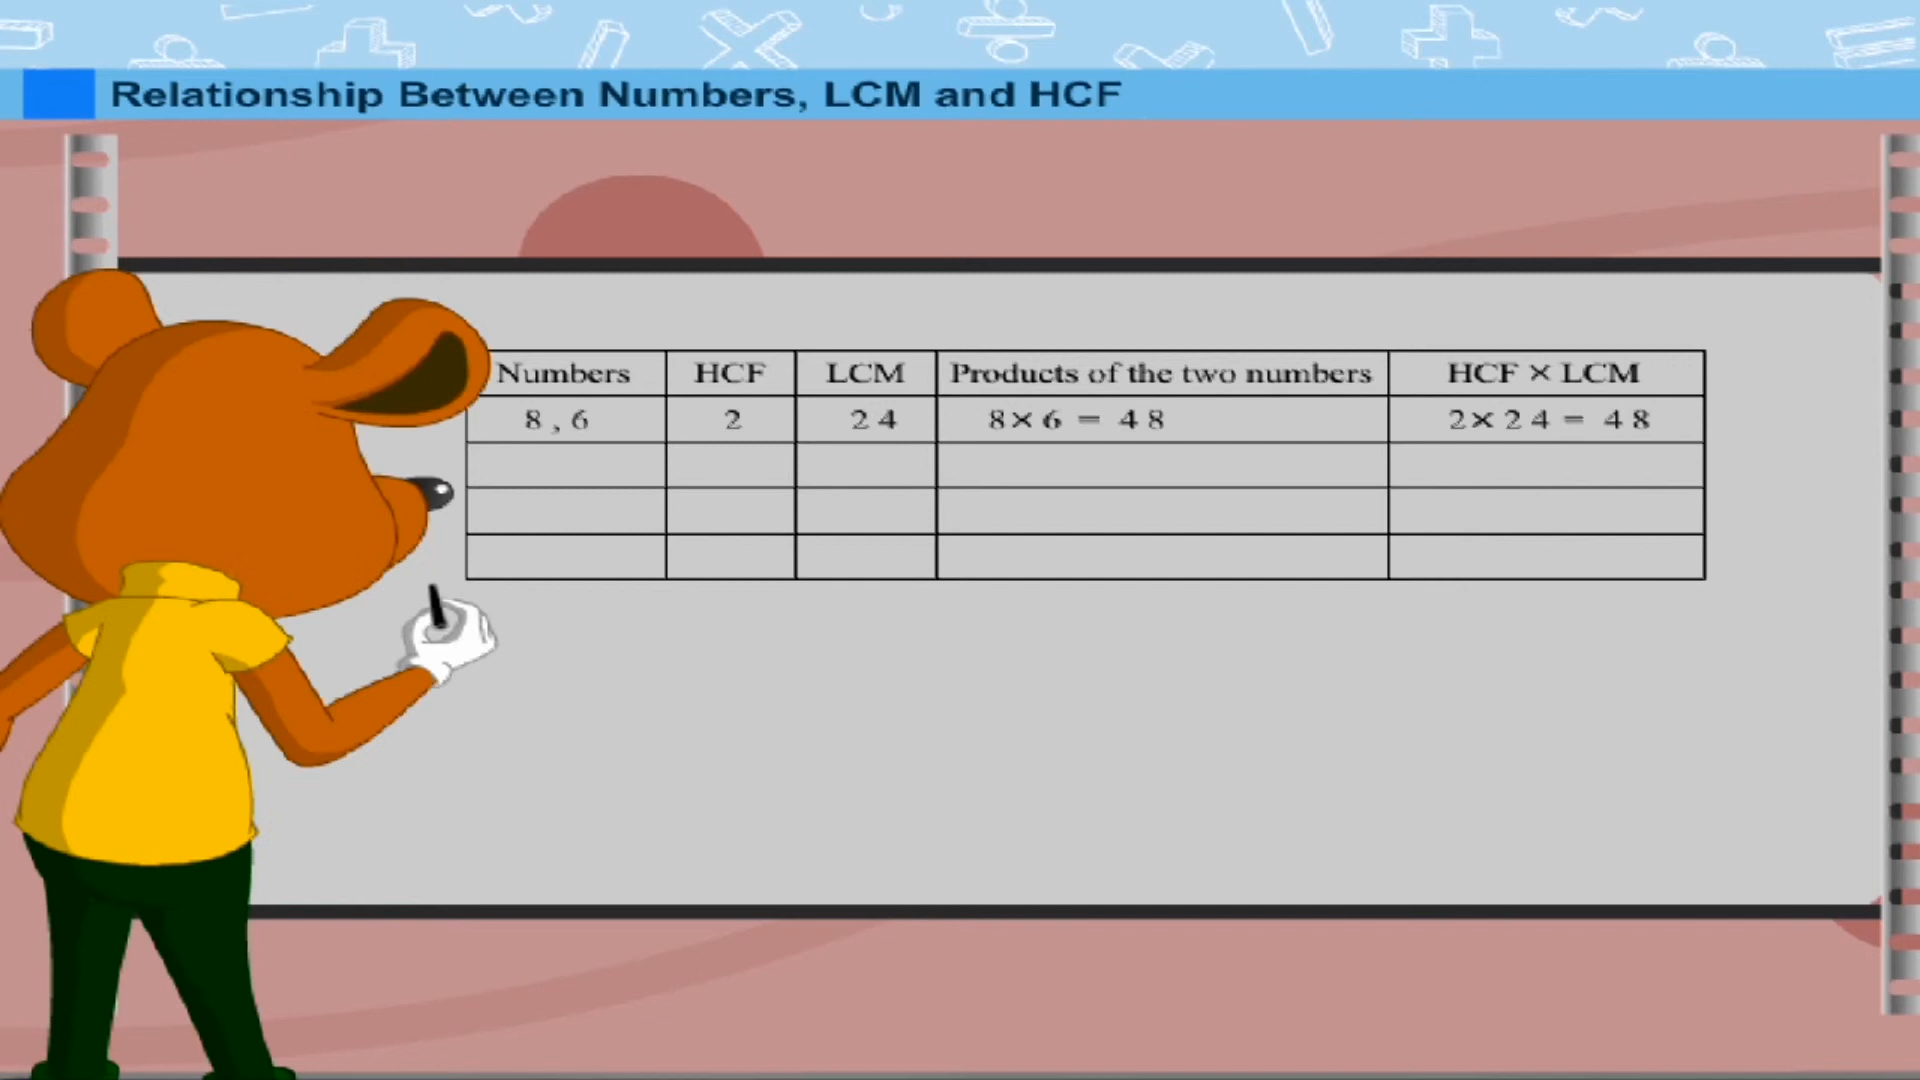 Relationship Between Numbers, LCM and HCF
Numbers HCF LCM Products of the two numbers HCF × LCM
8 , 6 2 24 8 × 6 = 48 2 × 24 = 48